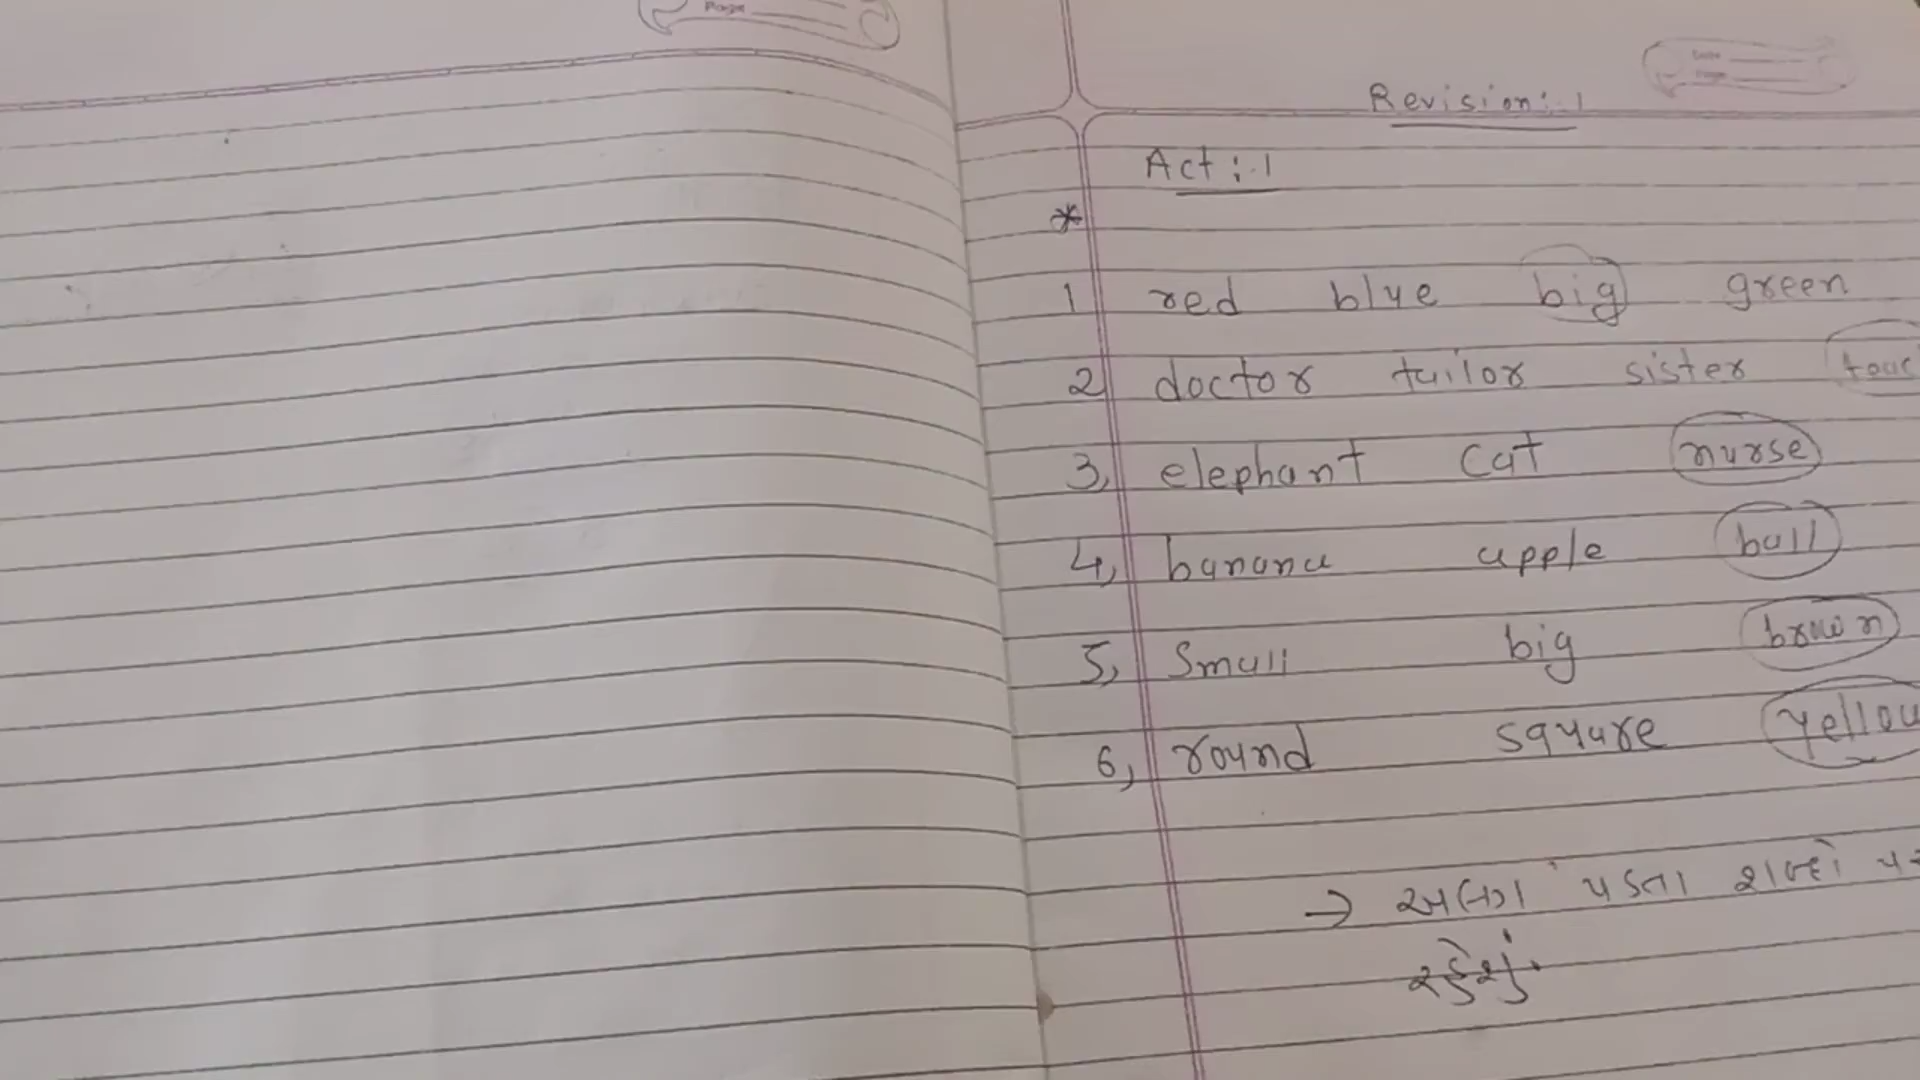 Page
Revision:-1
Act:-1
*
1 red blue big green
2, doctor tailor sister
3, elephant cat nurse
4, banana apple ball
5, Small big brown
6, round square
→ અલગ પડતા શબ્દો